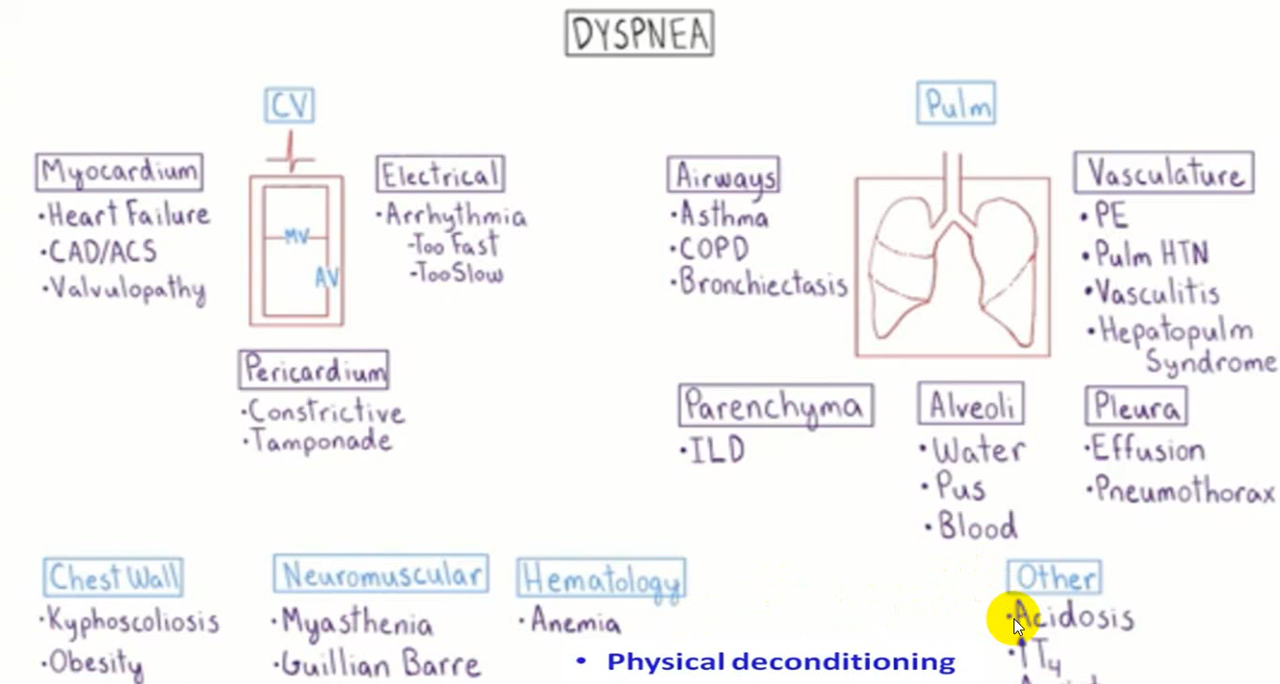 DYSPNEA
CV
Myocardium
•Heart Failure
•CAD/ACS
•Valvulopathy
MV
AV
Electrical
•Arrhythmia
-Too Fast
-Too Slow
Pericardium
•Constrictive
•Tamponade
Pulm
Airways
•Asthma
•COPD
•Bronchiectasis
Vasculature
•PE
•Pulm HTN
•Vasculitis
•Hepatopulm
Syndrome
Parenchyma
•ILD
Alveoli
•Water
•Pus
•Blood
Pleura
•Effusion
•Pneumothorax
Chest Wall
•Kyphoscoliosis
•Obesity
Neuromuscular
•Myasthenia
•Guillian Barre
Hematology
•Anemia
• Physical deconditioning
Other
•Acidosis
•↑T4